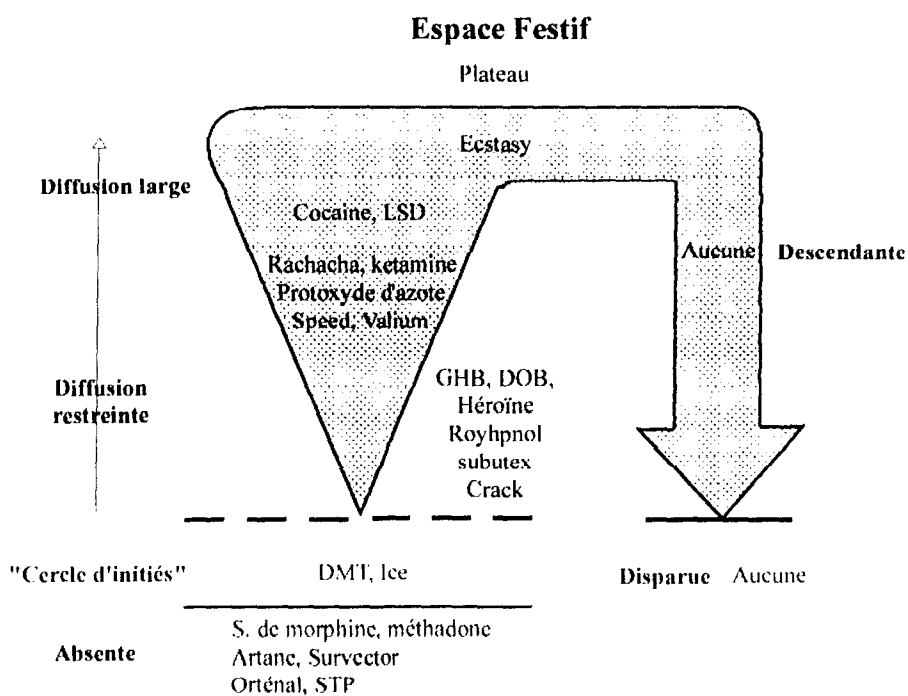 Espace Festif
Plateau
Ecstasy
Diffusion large
Cocaine, LSD
Aucune
Descendante
Rachacha, ketamine
Protoxyde d'azote
Speed, Valium
Diffusion
restreinte
GHB, DOB,
Héroïne
Royhpnol
subutex
Crack
"Cercle d'initiés"
DMT, Ice
Disparue Aucune
Absente
S. de morphine, méthadone
Artane, Survector
Orténal, STP